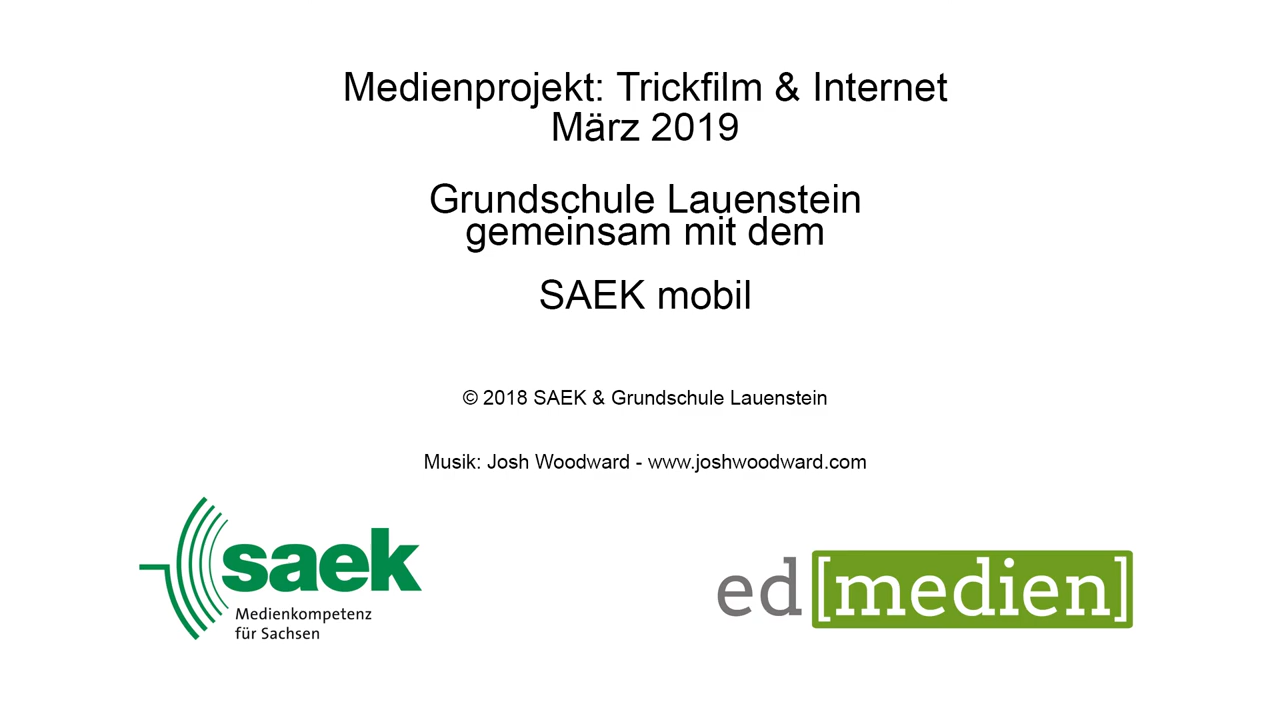 Medienprojekt: Trickfilm & Internet
März 2019
Grundschule Lauenstein
gemeinsam mit dem
SAEK mobil
© 2018 SAEK & Grundschule Lauenstein
Musik: Josh Woodward - www.joshwoodward.com
saek
Medienkompetenz
für Sachsen
ed[medien]